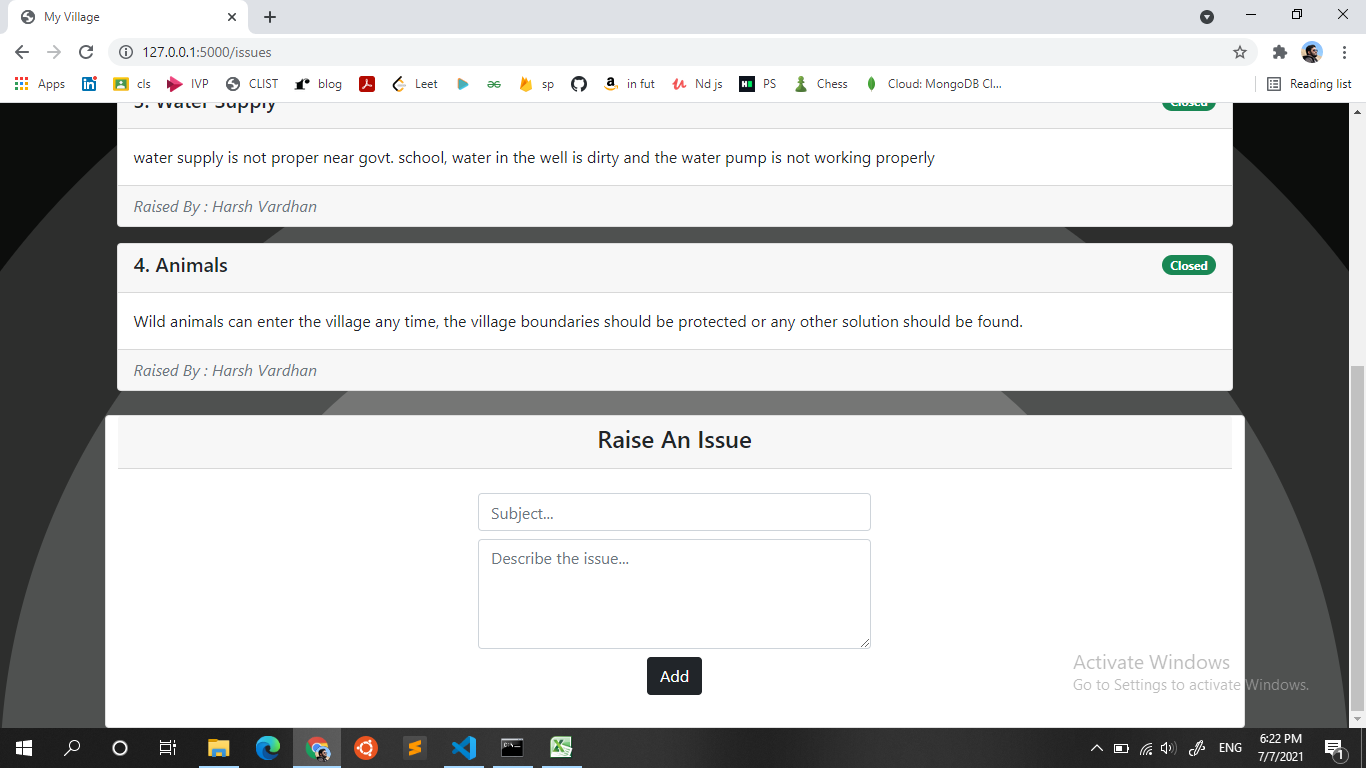 My Village
127.0.0.1:5000/issues
Apps cls IVP CLIST blog Leet sp in fut Nd js PS Chess Cloud: MongoDB Cl... Reading list
Water Supply Closed
water supply is not proper near govt. school, water in the well is dirty and the water pump is not working properly
Raised By : Harsh Vardhan
4. Animals Closed
Wild animals can enter the village any time, the village boundaries should be protected or any other solution should be found.
Raised By : Harsh Vardhan
Raise An Issue
Subject...
Describe the issue...
Add
Activate Windows
Go to Settings to activate Windows.
ENG
6:22 PM
7/7/2021
1